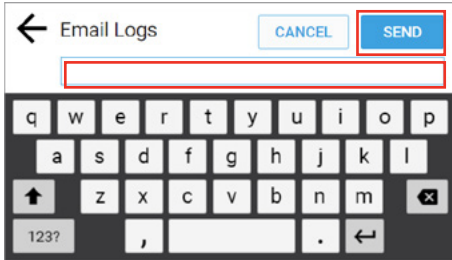 Email Logs CANCEL SEND
q w e r t y u i o p
a s d f g h j k l
z x c v b n m
123? , .